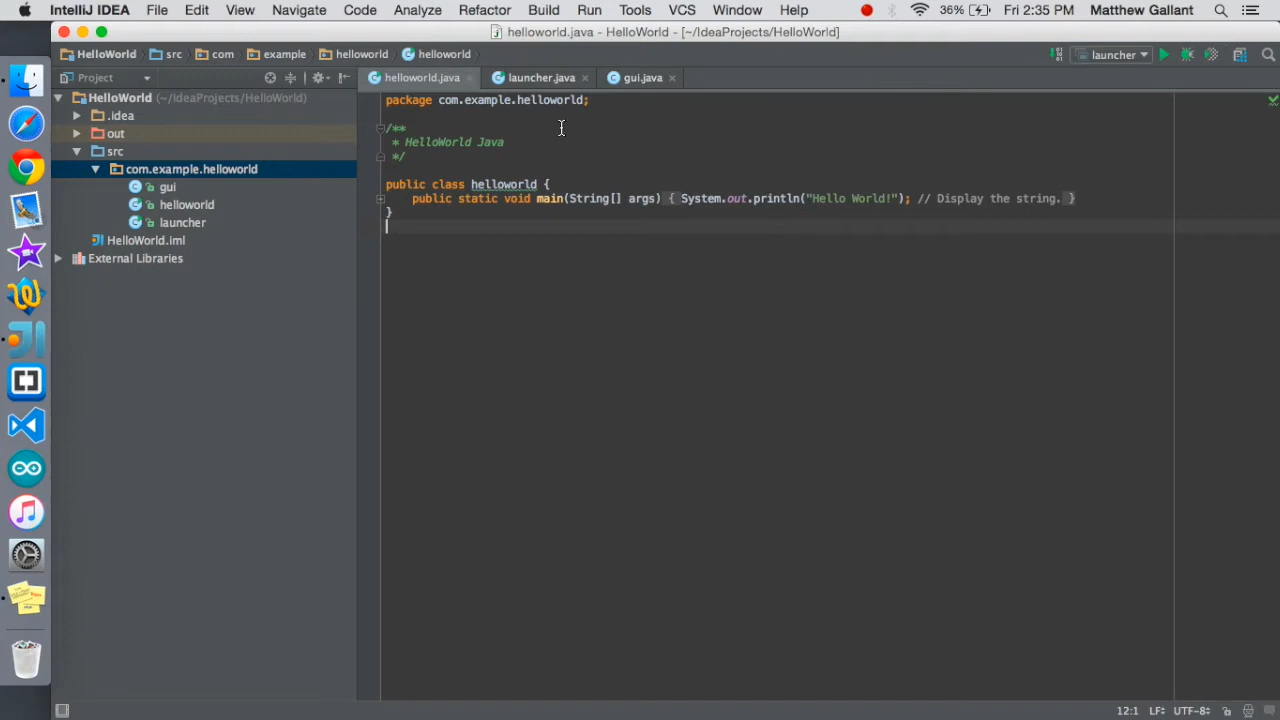 IntelliJ IDEA File Edit View Navigate Code Analyze Refactor Build Run Tools VCS Window Help 36% Fri 2:35 PM Matthew Gallant
helloworld.java - HelloWorld - [~/IdeaProjects/HelloWorld]
HelloWorld src com example helloworld helloworld launcher
Project helloworld.java launcher.java gui.java
HelloWorld (~/IdeaProjects/HelloWorld)
.idea
out
src
com.example.helloworld
gui
helloworld
launcher
HelloWorld.iml
External Libraries
package com.example.helloworld;
/**
* HelloWorld Java
*/
public class helloworld {
public static void main(String[] args) { System.out.println("Hello World!"); // Display the string. }
}
12:1 LF UTF-8